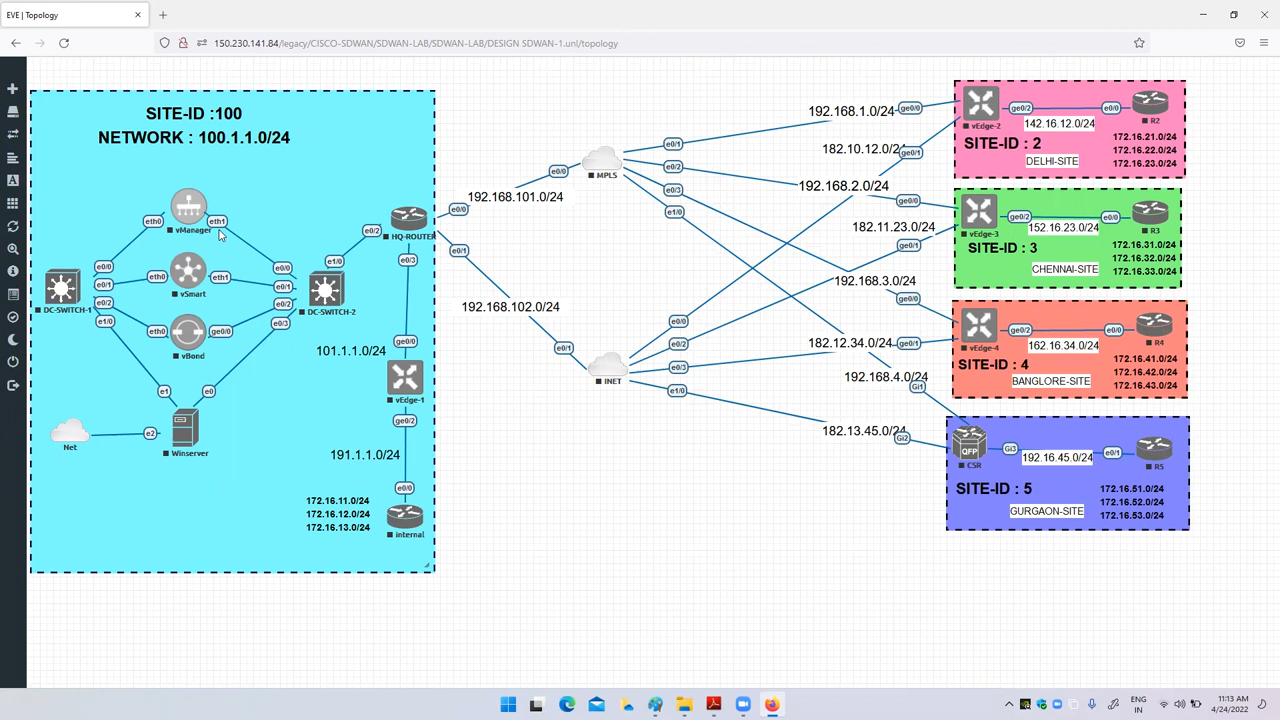 EVE | Topology
150.230.141.84/legacy/CISCO-SDWAN/SDWAN-LAB/SDWAN-LAB/DESIGN SDWAN-1.unl/topology
SITE-ID :100
NETWORK : 100.1.1.0/24
eth0
eth1
vManager
e0/0
e0/1
e0/2
e1/0
DC-SWITCH-1
eth0
eth1
vSmart
eth0
ge0/0
vBond
e0/0
e0/1
e0/2
e0/3
e1/0
DC-SWITCH-2
e0/2
HQ-ROUTER
e0/0
e0/1
e0/3
101.1.1.0/24
ge0/0
vEdge-1
ge0/2
191.1.1.0/24
e0/0
internal
172.16.11.0/24
172.16.12.0/24
172.16.13.0/24
e1
e0
e2
Net
Winserver
192.168.101.0/24
192.168.102.0/24
e0/0
MPLS
e0/1
e0/2
e0/3
e1/0
e0/1
INET
e0/0
e0/2
e0/3
e1/0
192.168.1.0/24
182.10.12.0/24
192.168.2.0/24
182.11.23.0/24
192.168.3.0/24
182.12.34.0/24
192.168.4.0/24
182.13.45.0/24
ge0/0
ge0/1
vEdge-2
ge0/2
142.16.12.0/24
e0/0
R2
SITE-ID : 2
DELHI-SITE
172.16.21.0/24
172.16.22.0/24
172.16.23.0/24
ge0/0
ge0/1
vEdge-3
ge0/2
152.16.23.0/24
e0/0
R3
SITE-ID : 3
CHENNAI-SITE
172.16.31.0/24
172.16.32.0/24
172.16.33.0/24
ge0/0
ge0/1
vEdge-4
ge0/2
162.16.34.0/24
e0/0
R4
SITE-ID : 4
BANGLORE-SITE
172.16.41.0/24
172.16.42.0/24
172.16.43.0/24
Gi1
Gi2
QFP
CSR
Gi3
192.16.45.0/24
e0/1
R5
SITE-ID : 5
GURGAON-SITE
172.16.51.0/24
172.16.52.0/24
172.16.53.0/24
ENG
IN
11:13 AM
4/24/2022